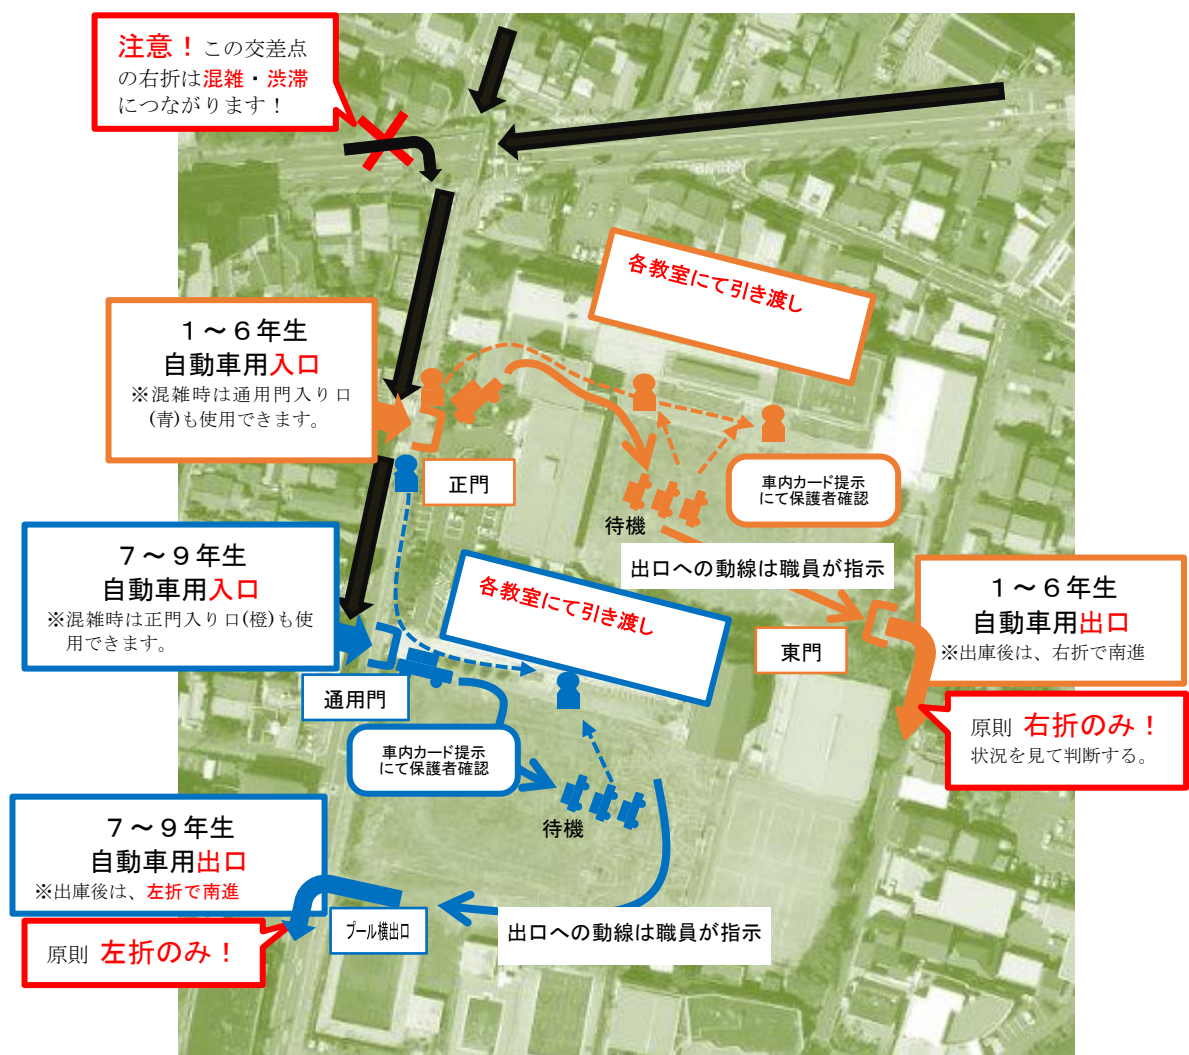 注意！この交差点
の右折は混雑・渋滞
につながります！
各教室にて引き渡し
１～６年生
自動車用入口
※混雑時は通用門入り口
(青)も使用できます。
正門
車内カード提示
にて保護者確認
待機
出口への動線は職員が指示
７～９年生
自動車用入口
※混雑時は正門入り口(橙)も使
用できます。
各教室にて引き渡し
１～６年生
自動車用出口
※出庫後は、右折で南進
東門
通用門
原則 右折のみ！
状況を見て判断する。
車内カード提示
にて保護者確認
待機
７～９年生
自動車用出口
※出庫後は、左折で南進
プール横出口
出口への動線は職員が指示
原則 左折のみ！